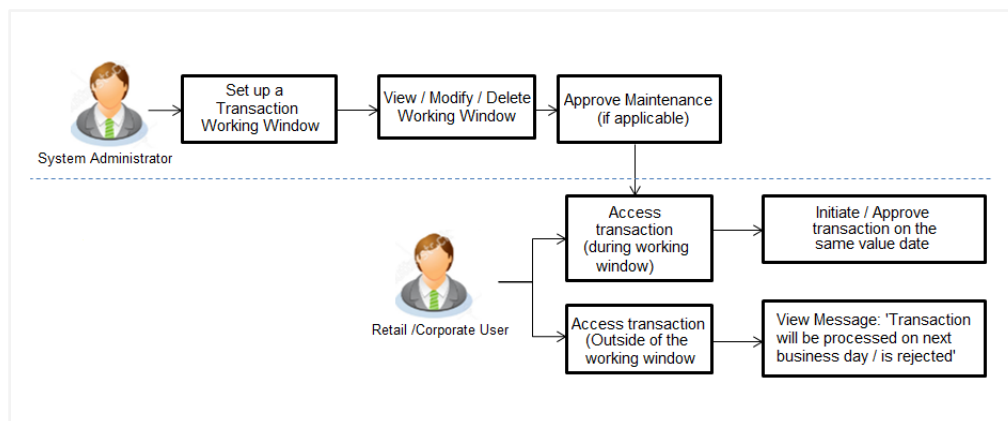 Set up a
Transaction
Working Window
View / Modify / Delete
Working Window
Approve Maintenance
(if applicable)
System Administrator
Access
transaction
(during working
window)
Initiate / Approve
transaction on the
same value date
Retail /Corporate User
Access transaction
(Outside of the
working window
View Message: 'Transaction
will be processed on next
business day / is rejected'